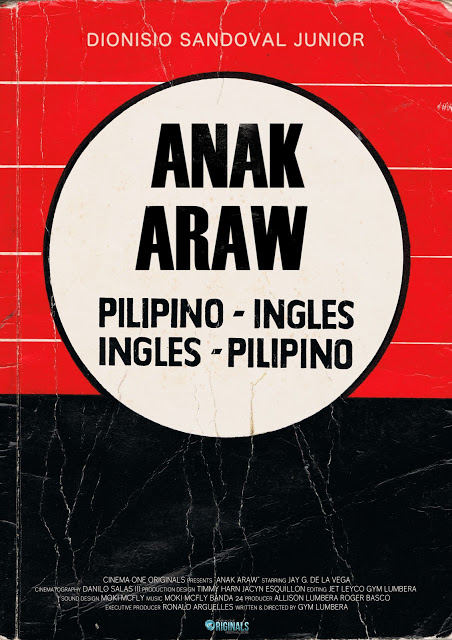 DIONISIO SANDOVAL JUNIOR
ANAK
ARAW
PILIPINO - INGLES
INGLES - PILIPINO
CINEMA ONE ORIGINALS PRESENTS "ANAK ARAW" STARRING JAY G. DE LA VEGA
CINEMATOGRAPHY DANILO SALAS III PRODUCTION DESIGN TIMMY HARN JACYN ESQUILLON EDITING JET LEYCO GYM LUMBERA
SOUND DESIGN MOKI MCFLY MUSIC MOKI MCFLY BANDA 24 PRODUCER ALLISON LUMBERA ROGER BASCO
EXECUTIVE PRODUCER RONALD ARGUELLES WRITTEN & DIRECTED BY GYM LUMBERA
ORIGINALS